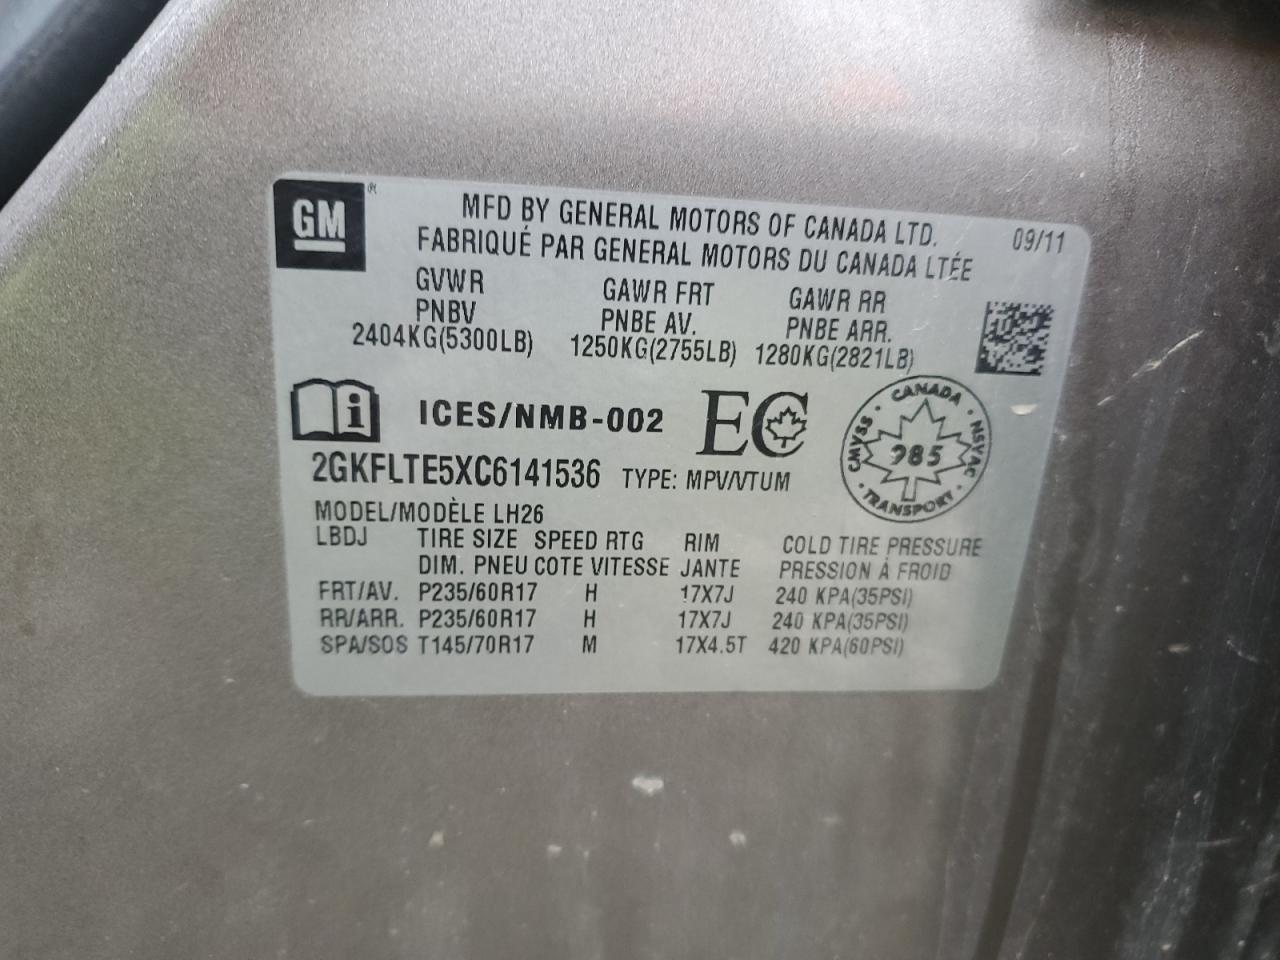 GM ®
MFD BY GENERAL MOTORS OF CANADA LTD. 09/11
FABRIQUÉ PAR GENERAL MOTORS DU CANADA LTÉE
GVWR GAWR FRT GAWR RR
PNBV PNBE AV. PNBE ARR.
2404KG(5300LB) 1250KG(2755LB) 1280KG(2821LB)
i ICES/NMB-002 EC
CANADA
CMVSS 985 NSVAC
TRANSPORT
2GKFLTE5XC6141536 TYPE: MPV/VTUM
MODEL/MODÈLE LH26
LBDJ TIRE SIZE SPEED RTG RIM COLD TIRE PRESSURE
DIM. PNEU COTE VITESSE JANTE PRESSION À FROID
FRT/AV. P235/60R17 H 17X7J 240 KPA(35PSI)
RR/ARR. P235/60R17 H 17X7J 240 KPA(35PSI)
SPA/SOS T145/70R17 M 17X4.5T 420 KPA(60PSI)